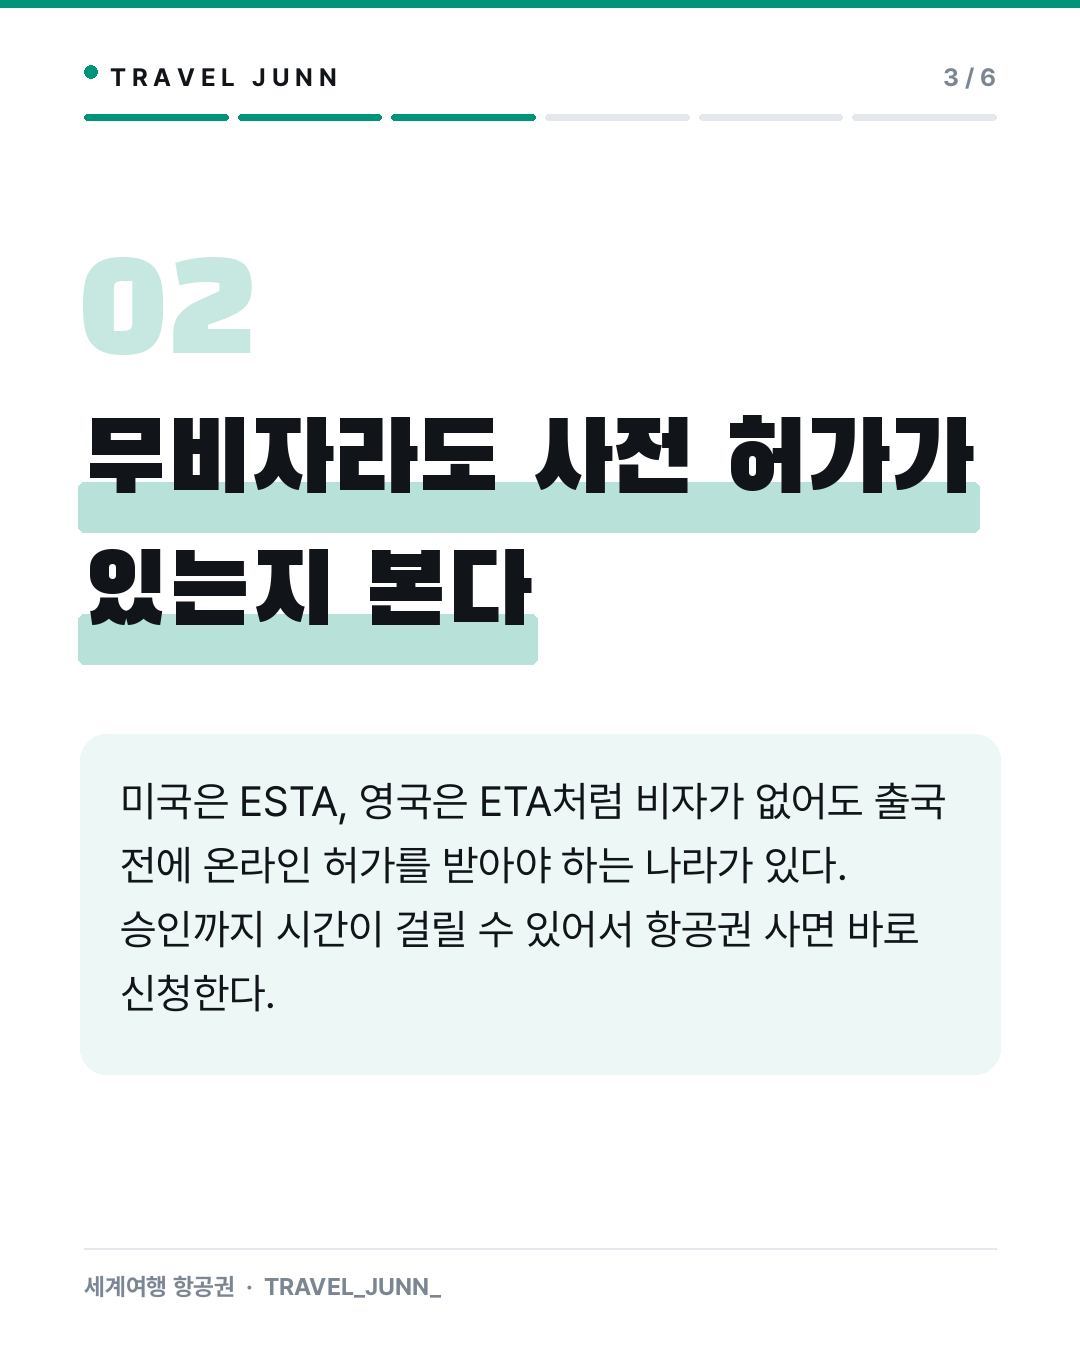 TRAVEL JUNN
3 / 6
02
무비자라도 사전 허가가
있는지 본다
미국은 ESTA, 영국은 ETA처럼 비자가 없어도 출국
전에 온라인 허가를 받아야 하는 나라가 있다.
승인까지 시간이 걸릴 수 있어서 항공권 사면 바로
신청한다.
세계여행 항공권 · TRAVEL_JUNN_